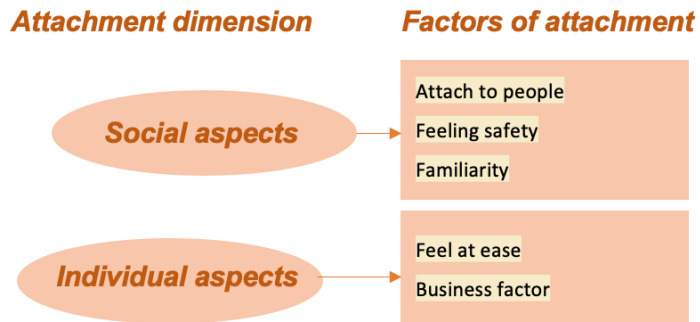 Attachment dimension
Factors of attachment
Social aspects
Attach to people
Feeling safety
Familiarity
Individual aspects
Feel at ease
Business factor